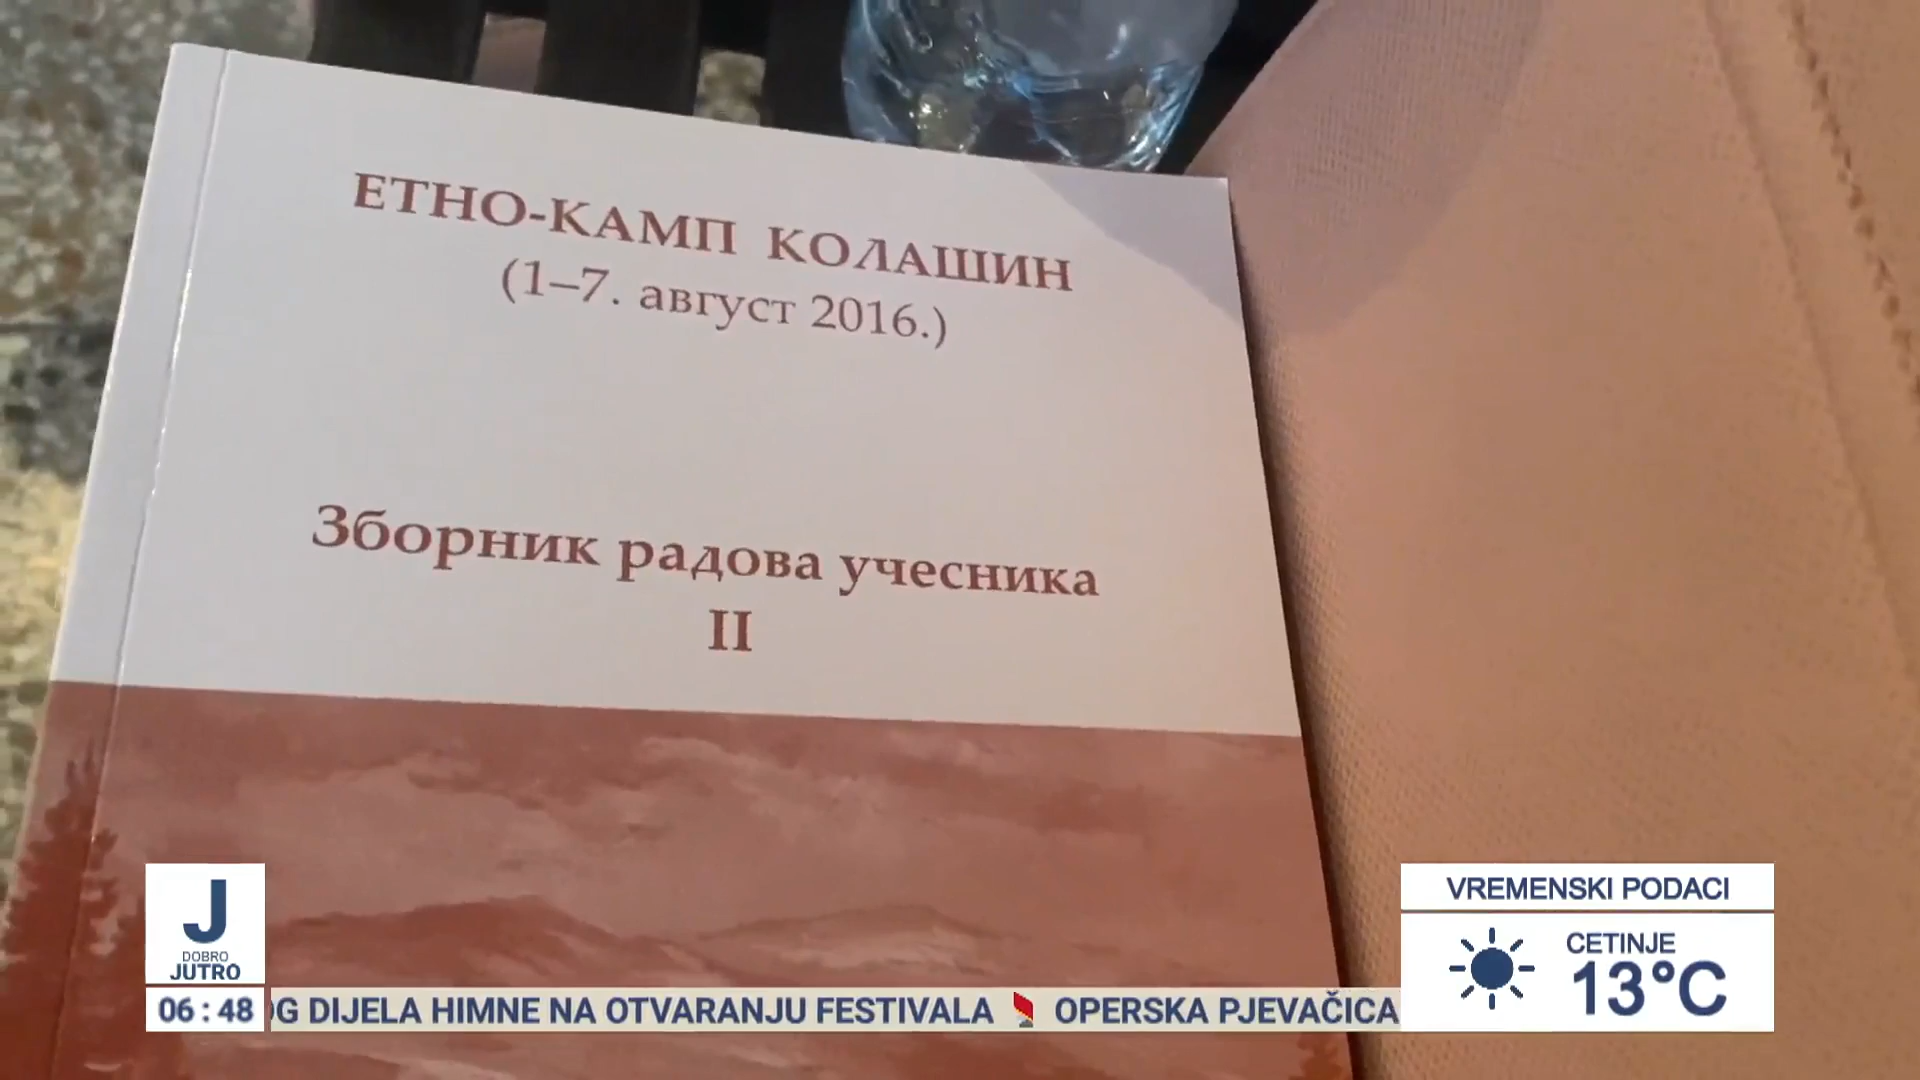 ЕТНО-КАМП КОЛАШИН
(1–7. август 2016.)
Зборник радова учесника
II
J
DOBRO
JUTRO
06:48
DIJELA HIMNE NA OTVARANJU FESTIVALA OPERSKA PJEVAČICA
VREMENSKI PODACI
CETINJE
13°C